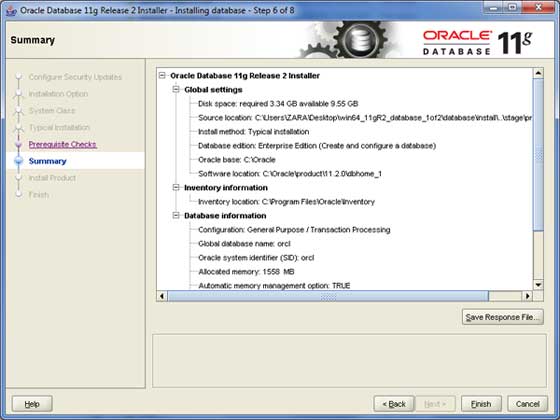 Oracle Database 11g Release 2 Installer - Installing database - Step 6 of 8
Summary
ORACLE
DATABASE 11g
Configure Security Updates
Installation Option
System Class
Typical Installation
Prerequisite Checks
Summary
Install Product
Finish
Oracle Database 11g Release 2 Installer
Global settings
Disk space: required 3.34 GB available 9.55 GB
Source location: C:\Users\ZARA\Desktop\win64_11gR2_database_1of2\database\install\..\stage\pr
Install method: Typical installation
Database edition: Enterprise Edition (Create and configure a database)
Oracle base: C:\Oracle
Software location: C:\Oracle\product\11.2.0\dbhome_1
Inventory information
Inventory location: C:\Program Files\Oracle\Inventory
Database information
Configuration: General Purpose / Transaction Processing
Global database name: orcl
Oracle system identifier (SID): orcl
Allocated memory: 1558 MB
Automatic memory management option: TRUE
Save Response File...
Help
< Back
Next >
Finish
Cancel